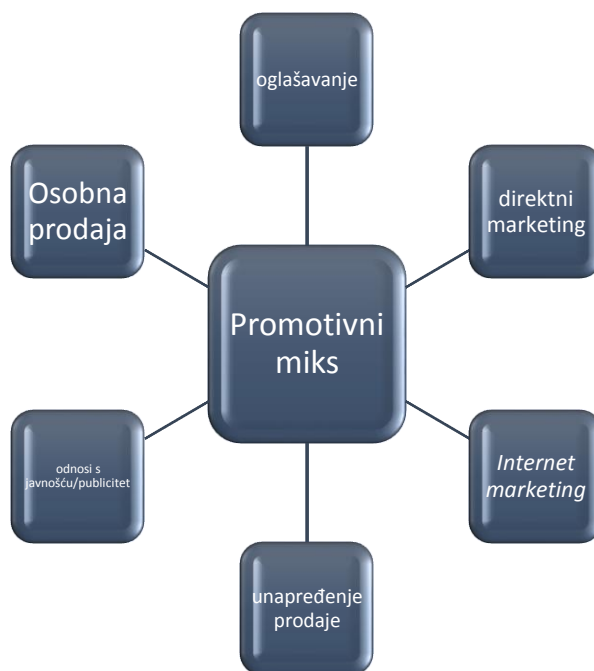 oglašavanje
Osobna
prodaja
direktni
marketing
Promotivni
miks
odnosi s
javnošću/publicitet
Internet
marketing
unapređenje
prodaje